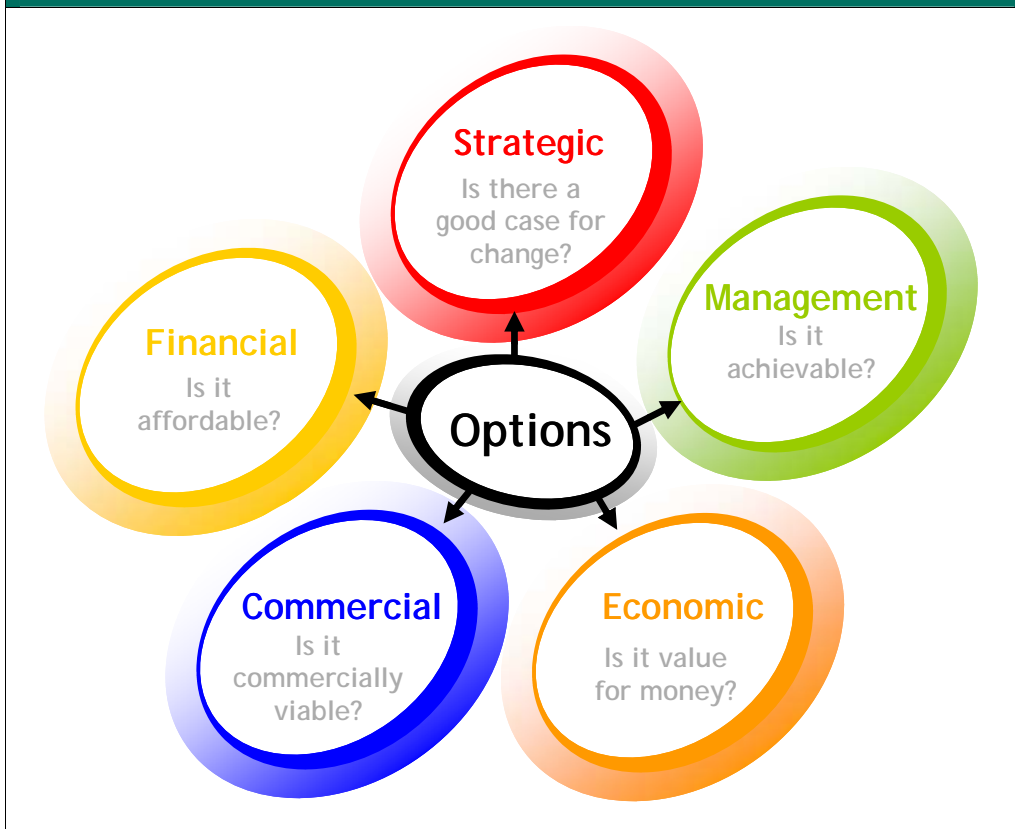 Strategic
Is there a
good case for
change?
Management
Is it
achievable?
Financial
Is it
affordable?
Options
Commercial
Is it
commercially
viable?
Economic
Is it value
for money?